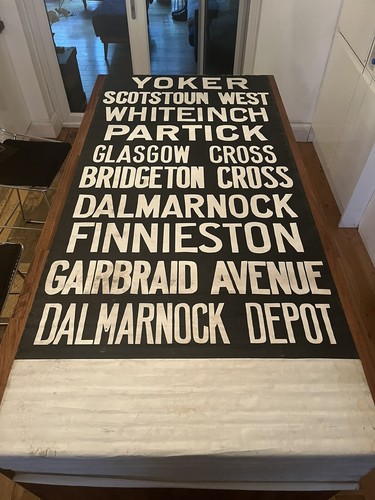 YOKER
SCOTSTOUN WEST
WHITEINCH
PARTICK
GLASGOW CROSS
BRIDGETON CROSS
DALMARNOCK
FINNIESTON
GAIRBRAID AVENUE
DALMARNOCK DEPOT